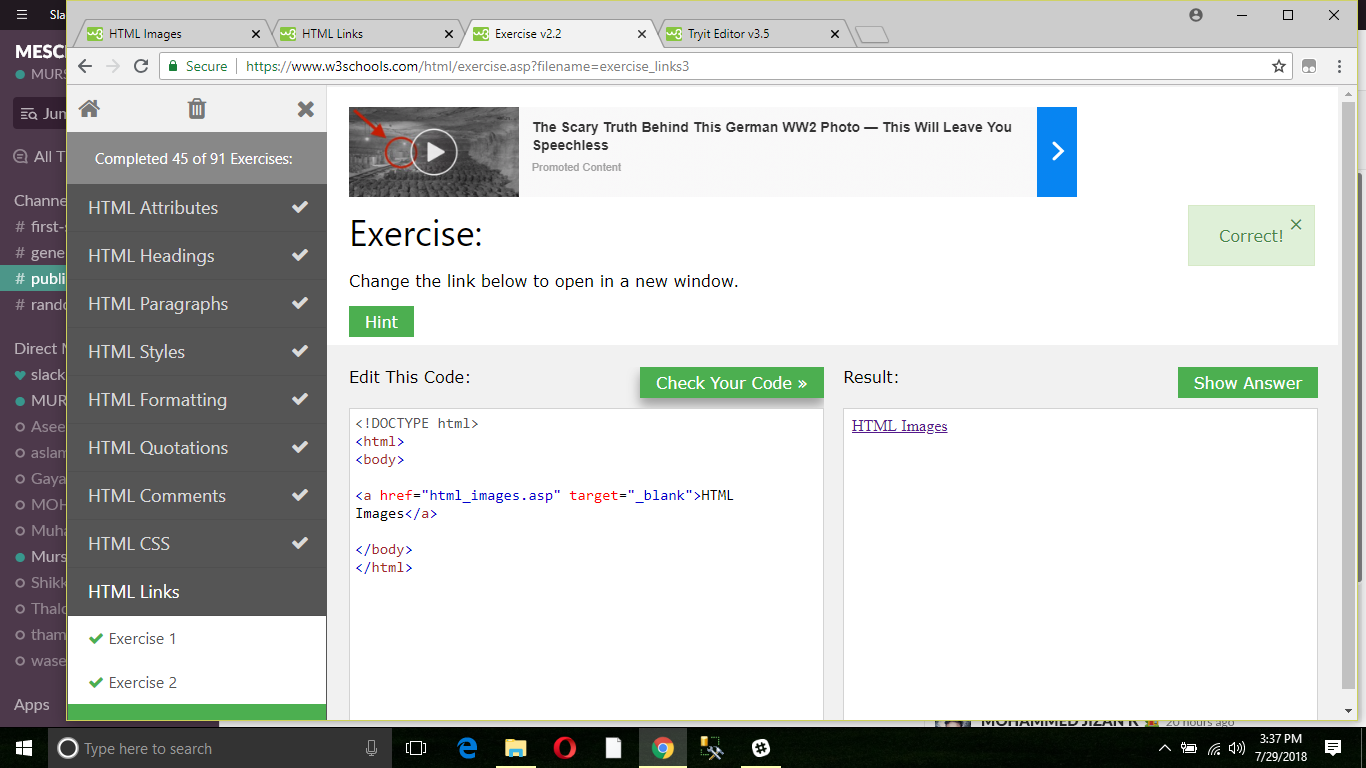 Sla
HTML Images
HTML Links
Exercise v2.2
Tryit Editor v3.5
Secure
https://www.w3schools.com/html/exercise.asp?filename=exercise_links3
MESC
MURS
Jum
All T
Channe
# first-s
# gene
# publi
# rando
Direct M
slack
MUR
Asee
aslam
Gaya
MOH
Muha
Murs
Shikk
Thalo
tham
wase
Apps
Completed 45 of 91 Exercises:
HTML Attributes
HTML Headings
HTML Paragraphs
HTML Styles
HTML Formatting
HTML Quotations
HTML Comments
HTML CSS
HTML Links
Exercise 1
Exercise 2
The Scary Truth Behind This German WW2 Photo — This Will Leave You
Speechless
Promoted Content
Exercise:
Correct!
Change the link below to open in a new window.
Hint
Edit This Code:
Check Your Code »
Result:
Show Answer
<!DOCTYPE html>
<html>
<body>
<a href="html_images.asp" target="_blank">HTML
Images</a>
</body>
</html>
HTML Images
MOHAMMED JIZAN K
20 hours ago
Type here to search
3:37 PM
7/29/2018